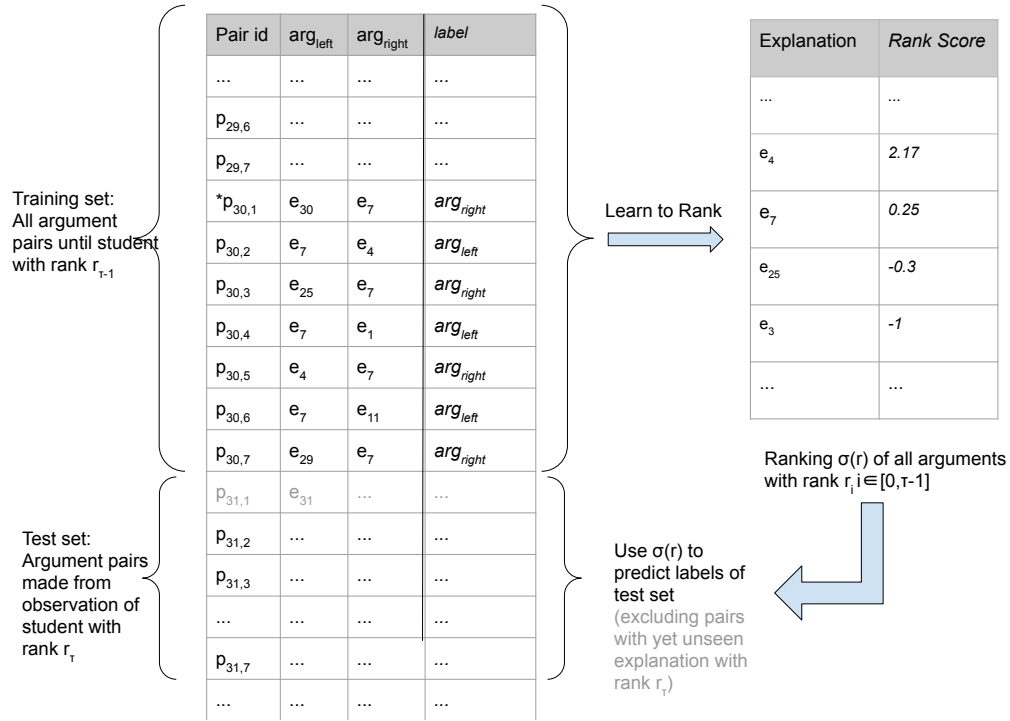 Pair id arg_left arg_right label
... ... ... ...
p_29,6 ... ... ...
p_29,7 ... ... ...
*p_30,1 e_30 e_7 arg_right
p_30,2 e_7 e_4 arg_left
p_30,3 e_25 e_7 arg_right
p_30,4 e_7 e_1 arg_left
p_30,5 e_4 e_7 arg_right
p_30,6 e_7 e_11 arg_left
p_30,7 e_29 e_7 arg_right
p_31,1 e_31 ... ...
p_31,2 ... ... ...
p_31,3 ... ... ...
... ... ... ...
p_31,7 ... ... ...
... ... ... ...
Training set:
All argument
pairs until student
with rank r_τ-1
Test set:
Argument pairs
made from
observation of
student with
rank r_τ
Learn to Rank
Explanation Rank Score
... ...
e_4 2.17
e_7 0.25
e_25 -0.3
e_3 -1
... ...
Ranking σ(r) of all arguments
with rank r_i i∈[0,τ-1]
Use σ(r) to
predict labels of
test set
(excluding pairs
with yet unseen
explanation with
rank r_τ)